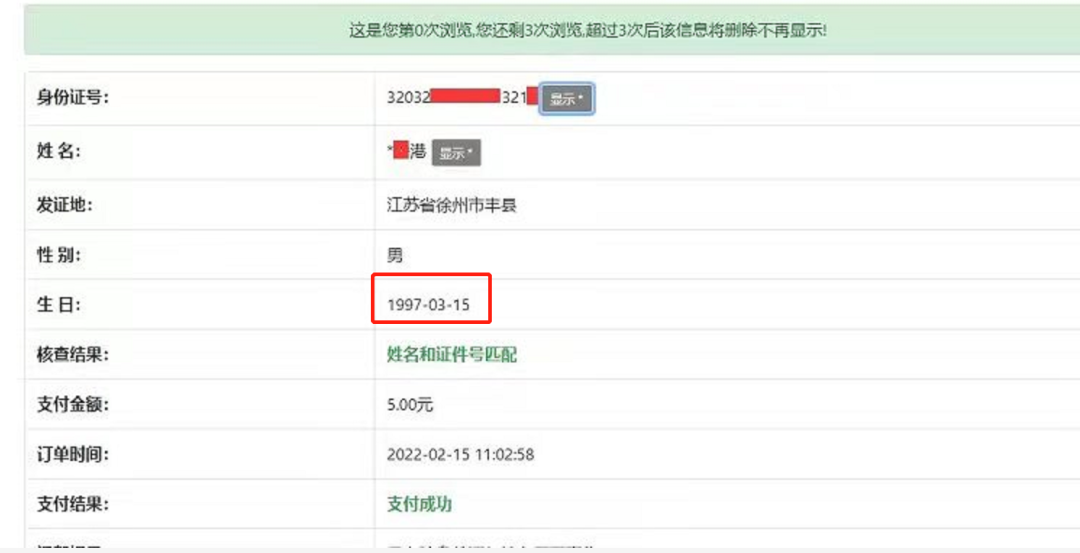 这是您第0次浏览,您还剩3次浏览,超过3次后该信息将删除不再显示!
身份证号: 32032 321 显示*
姓 名: * 港 显示*
发证地: 江苏省徐州市丰县
性 别: 男
生 日: 1997-03-15
核查结果: 姓名和证件号匹配
支付金额: 5.00元
订单时间: 2022-02-15 11:02:58
支付结果: 支付成功